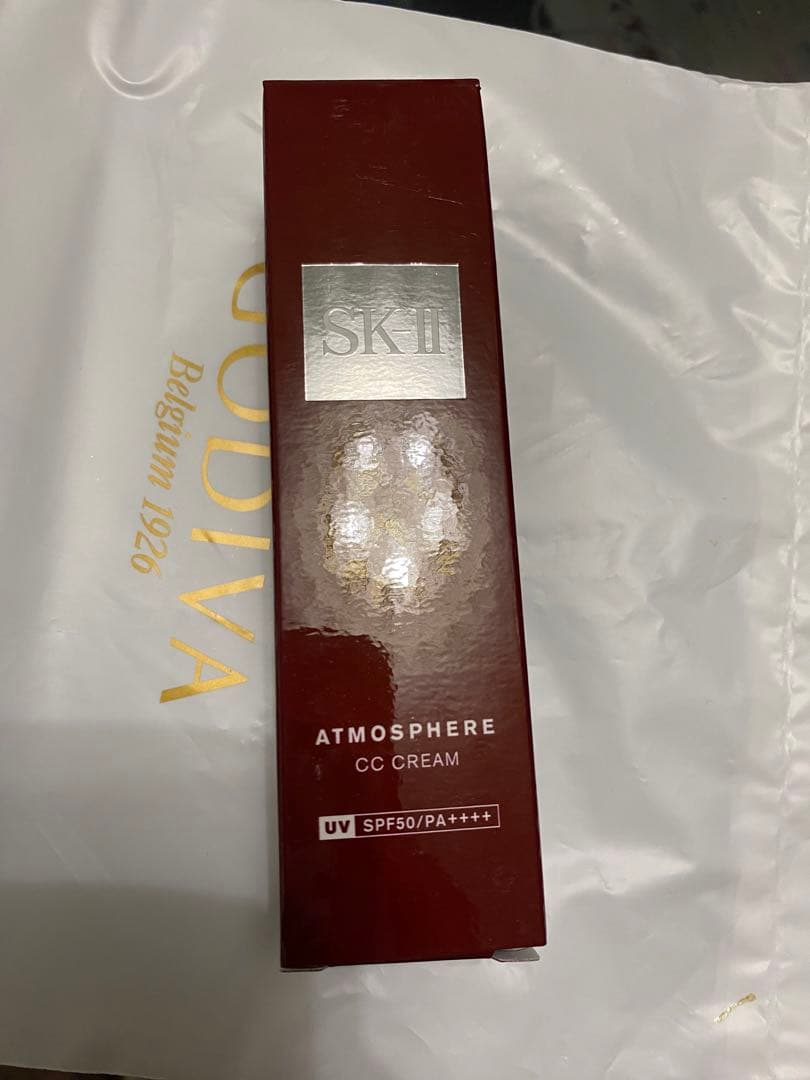 SK-II
ATMOSPHERE
CC CREAM
UV SPF50/PA++++
GODIVA
Belgium 1926